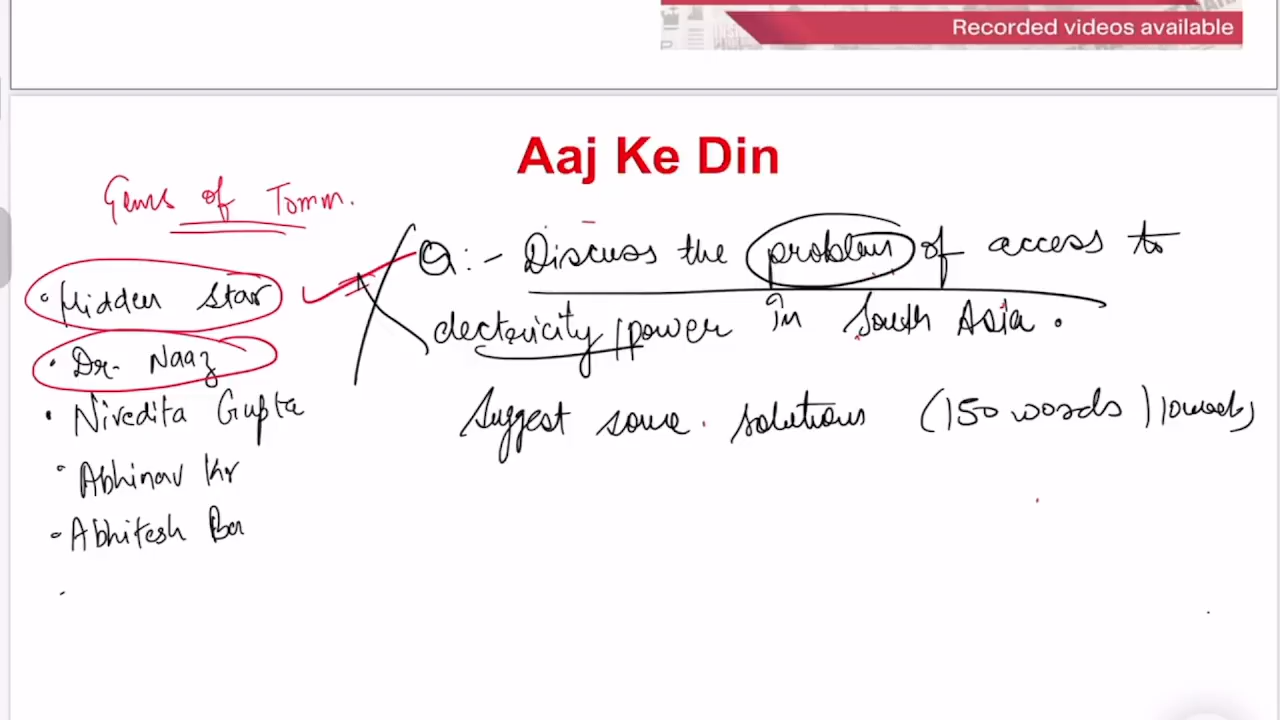 Recorded videos available
Aaj Ke Din
Gems of Tomm.
Q:- Discuss the problem of access to
electricity/power in South Asia.
Suggest some solutions (150 words) 10 marks
• Hidden Star
• Dr. Naaz
• Nivedita Gupta
• Abhinav Kr
• Abhitesh